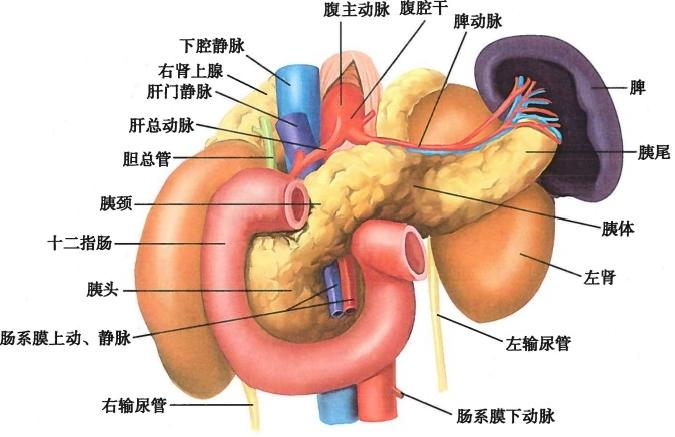 腹主动脉
腹腔干
脾动脉
下腔静脉
右肾上腺
肝门静脉
肝总动脉
胆总管
胰颈
十二指肠
胰头
肠系膜上动、静脉
右输尿管
脾
胰尾
胰体
左肾
左输尿管
肠系膜下动脉